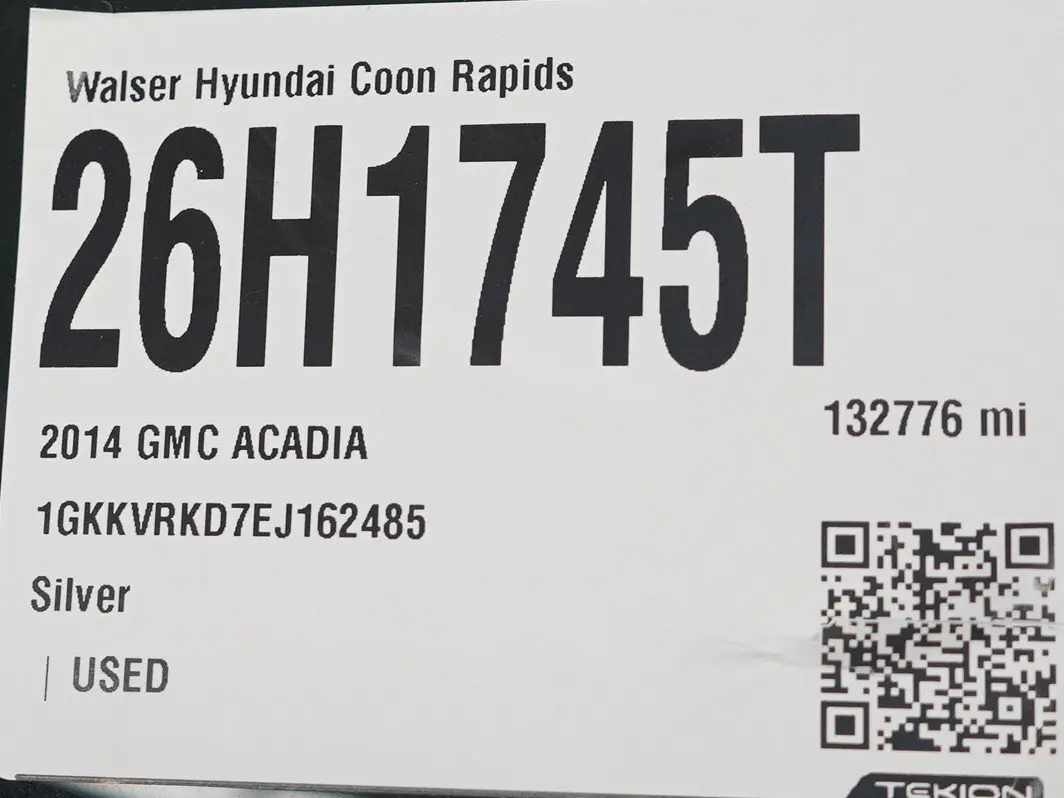 Walser Hyundai Coon Rapids
26H1745T
132776 mi
2014 GMC ACADIA
1GKKVRKD7EJ162485
Silver
| USED
TEKION